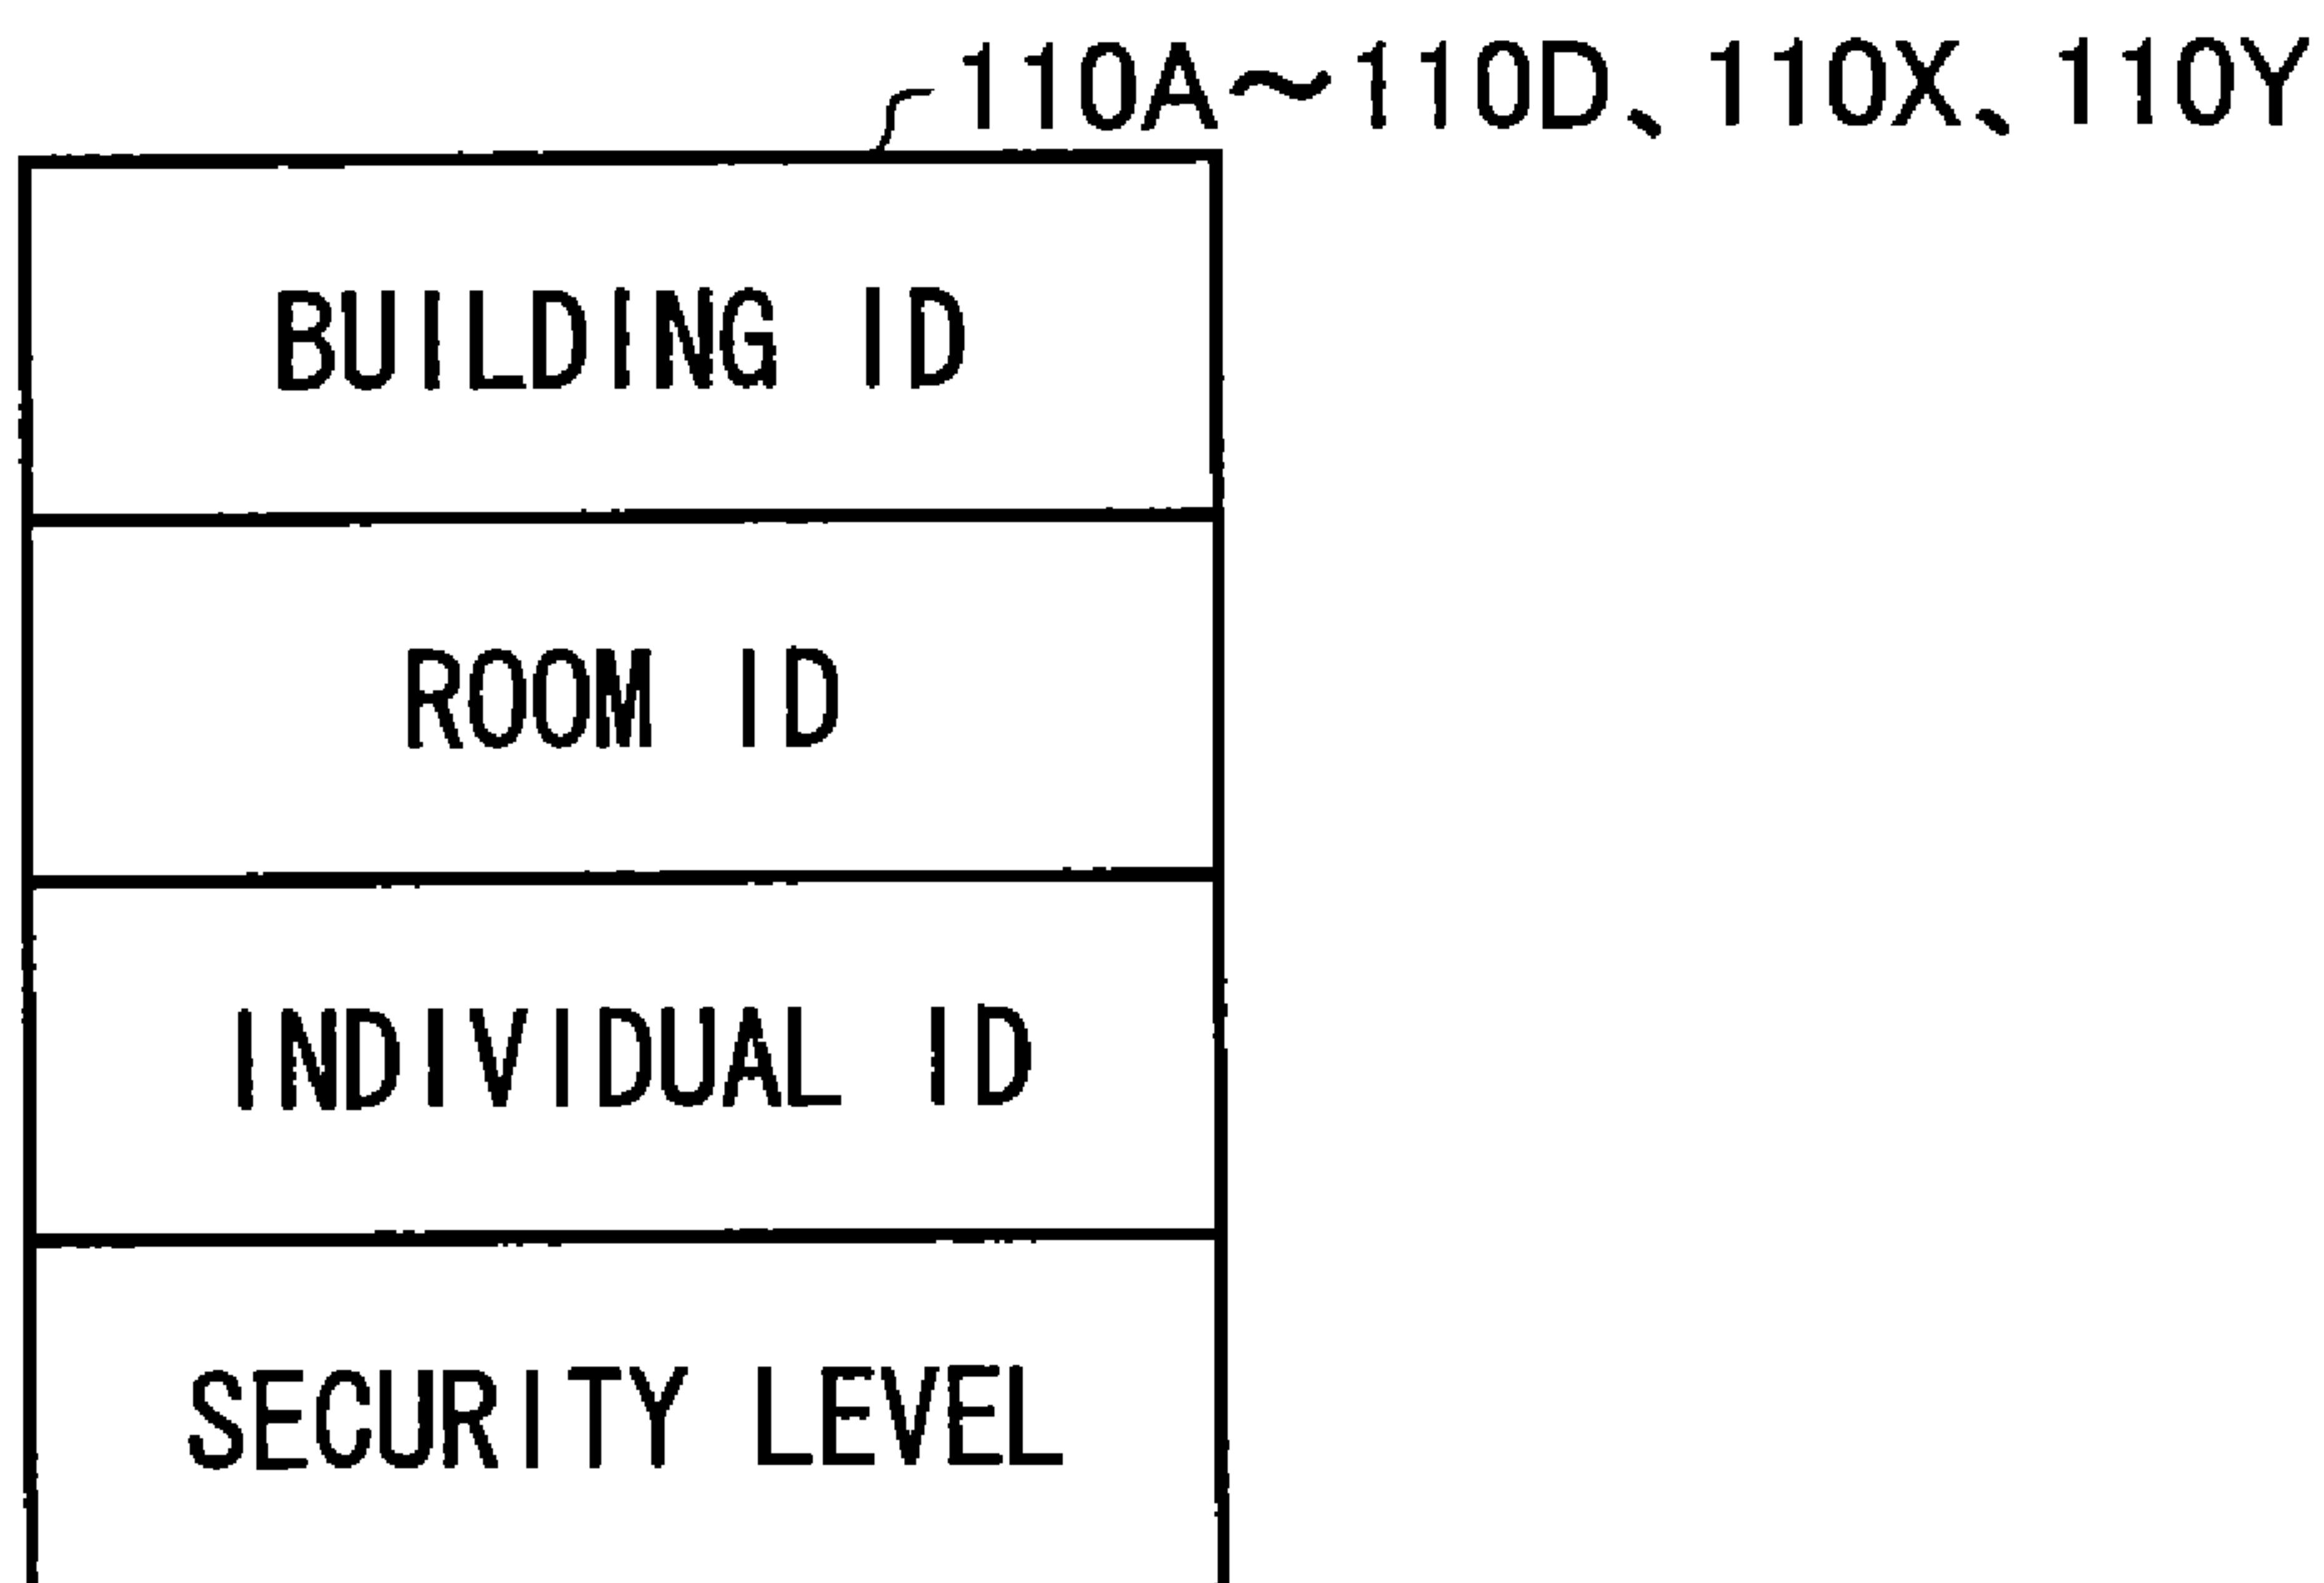 110A～110D、110X、110Y
BUILDING ID
ROOM ID
INDIVIDUAL ID
SECURITY LEVEL